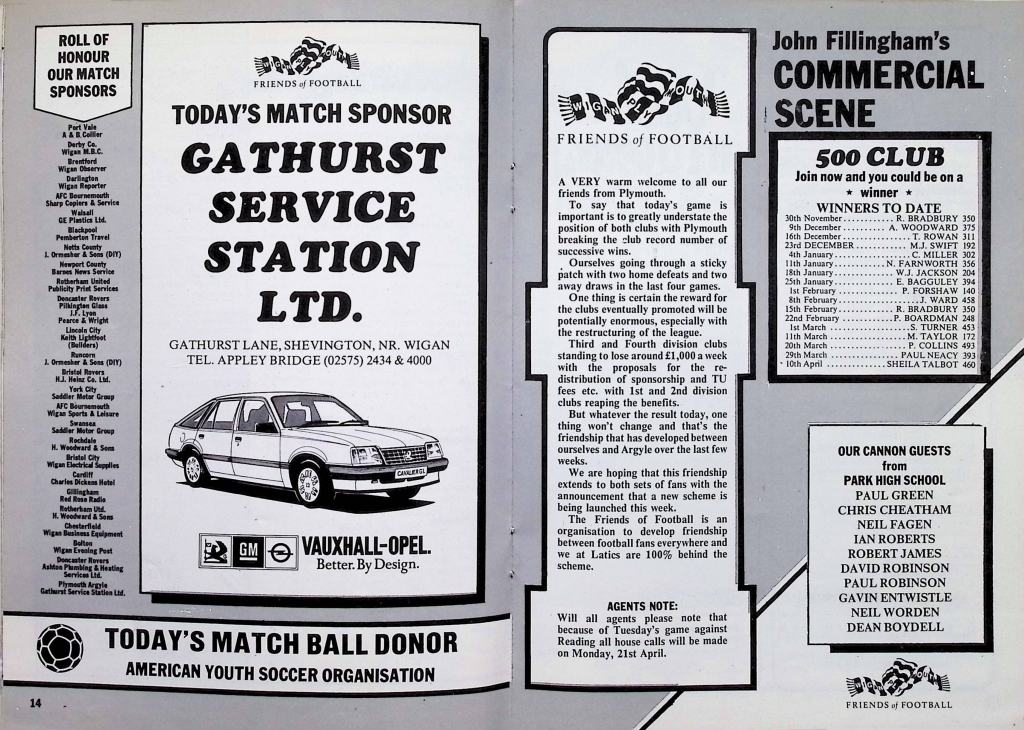 ROLL OF
HONOUR
OUR MATCH
SPONSORS
Port Vale
A & B Collier
Derby Co.
Wigan M.B.C.
Brentford
Wigan Observer
Darlington
Wigan Reporter
AFC Bournemouth
Sharp Copiers & Service
Walsall
GE Plastics Ltd.
Blackpool
Pemberton Travel
Notts County
J. Ormesher & Sons (DIY)
Newport County
Barnes News Service
Rotherham United
Publicity Print Services
Doncaster Rovers
Pilkington Glass
J.F. Lyon
Pearce & Wright
Lincoln City
Keith Lightfoot
(Builders)
Runcorn
J. Ormesher & Sons (DIY)
Bristol Rovers
H.J. Heinz Co. Ltd.
York City
Saddler Motor Group
AFC Bournemouth
Wigan Sports & Leisure
Swansea
Saddler Motor Group
Rochdale
H. Woodward & Sons
Bristol City
Wigan Electrical Supplies
Cardiff
Charles Dickens Hotel
Gillingham
Red Rose Radio
Rotherham Utd.
H. Woodward & Sons
Chesterfield
Wigan Business Equipment
Bolton
Wigan Evening Post
Doncaster Rovers
Ashton Plumbing & Heating
Services Ltd.
Plymouth Argyle
Gathurst Service Station Ltd.
WIGAN PLYMOUTH
FRIENDS of FOOTBALL
TODAY'S MATCH SPONSOR
GATHURST
SERVICE
STATION
LTD.
GATHURST LANE, SHEVINGTON, NR. WIGAN
TEL. APPLEY BRIDGE (02575) 2434 & 4000
CAVALIER GL
GM
VAUXHALL-OPEL.
Better. By Design.
TODAY'S MATCH BALL DONOR
AMERICAN YOUTH SOCCER ORGANISATION
14
WIGAN PLYMOUTH
FRIENDS of FOOTBALL
A VERY warm welcome to all our
friends from Plymouth.
To say that today's game is
important is to greatly understate the
position of both clubs with Plymouth
breaking the club record number of
successive wins.
Ourselves going through a sticky
patch with two home defeats and two
away draws in the last four games.
One thing is certain the reward for
the clubs eventually promoted will be
potentially enormous, especially with
the restructuring of the league.
Third and Fourth division clubs
standing to lose around £1,000 a week
with the proposals for the re-
distribution of sponsorship and TU
fees etc. with 1st and 2nd division
clubs reaping the benefits.
But whatever the result today, one
thing won't change and that's the
friendship that has developed between
ourselves and Argyle over the last few
weeks.
We are hoping that this friendship
extends to both sets of fans with the
announcement that a new scheme is
being launched this week.
The Friends of Football is an
organisation to develop friendship
between football fans everywhere and
we at Latics are 100% behind the
scheme.
AGENTS NOTE:
Will all agents please note that
because of Tuesday's game against
Reading all house calls will be made
on Monday, 21st April.
John Fillingham's
COMMERCIAL
SCENE
500 CLUB
Join now and you could be on a
★ winner ★
WINNERS TO DATE
30th November............R. BRADBURY 350
9th December.............A. WOODWARD 375
16th December................T. ROWAN 311
23rd DECEMBER..............M.J. SWIFT 192
4th January..................C. MILLER 302
11th January..............N. FARNWORTH 356
18th January..............W.J. JACKSON 204
25th January...............E. BAGGULEY 394
1st February...............P. FORSHAW 140
8th February..................J. WARD 458
15th February.............R. BRADBURY 350
22nd February.............P. BOARDMAN 248
1st March...................S. TURNER 453
11th March..................M. TAYLOR 172
20th March..................P. COLLINS 493
29th March.................PAUL NEACY 393
10th April...............SHEILA TALBOT 460
OUR CANNON GUESTS
from
PARK HIGH SCHOOL
PAUL GREEN
CHRIS CHEATHAM
NEIL FAGEN
IAN ROBERTS
ROBERT JAMES
DAVID ROBINSON
PAUL ROBINSON
GAVIN ENTWISTLE
NEIL WORDEN
DEAN BOYDELL
WIGAN PLYMOUTH
FRIENDS of FOOTBALL